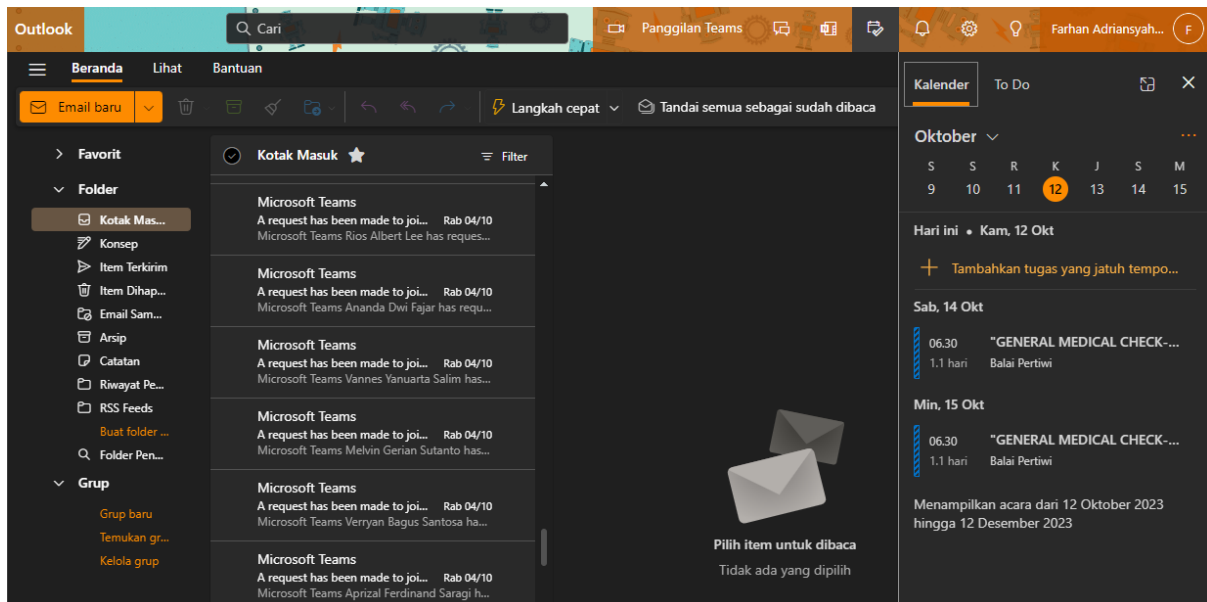 Outlook
Cari
Panggilan Teams
Farhan Adriansyah...
F
Beranda Lihat Bantuan
Email baru
Langkah cepat
Tandai semua sebagai sudah dibaca
Favorit
Folder
Kotak Mas...
Konsep
Item Terkirim
Item Dihap...
Email Sam...
Arsip
Catatan
Riwayat Pe...
RSS Feeds
Buat folder ...
Folder Pen...
Grup
Grup baru
Temukan gr...
Kelola grup
Kotak Masuk
Filter
Microsoft Teams
A request has been made to joi... Rab 04/10
Microsoft Teams Rios Albert Lee has reques...
Microsoft Teams
A request has been made to joi... Rab 04/10
Microsoft Teams Ananda Dwi Fajar has requ...
Microsoft Teams
A request has been made to joi... Rab 04/10
Microsoft Teams Vannes Yanuarta Salim has...
Microsoft Teams
A request has been made to joi... Rab 04/10
Microsoft Teams Melvin Gerian Sutanto has...
Microsoft Teams
A request has been made to joi... Rab 04/10
Microsoft Teams Verryan Bagus Santosa ha...
Microsoft Teams
A request has been made to joi... Rab 04/10
Microsoft Teams Aprizal Ferdinand Saragi h...
Pilih item untuk dibaca
Tidak ada yang dipilih
Kalender To Do
Oktober
S S R K J S M
9 10 11 12 13 14 15
Hari ini • Kam, 12 Okt
Tambahkan tugas yang jatuh tempo...
Sab, 14 Okt
06.30 "GENERAL MEDICAL CHECK-...
1.1 hari Balai Pertiwi
Min, 15 Okt
06.30 "GENERAL MEDICAL CHECK-...
1.1 hari Balai Pertiwi
Menampilkan acara dari 12 Oktober 2023
hingga 12 Desember 2023